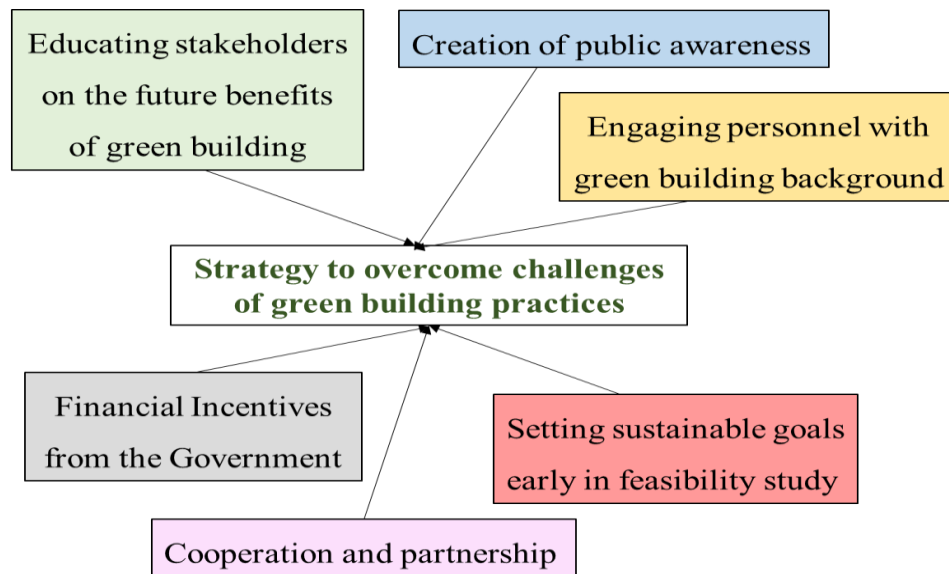 Educating stakeholders
on the future benefits
of green building
Creation of public awareness
Engaging personnel with
green building background
Strategy to overcome challenges
of green building practices
Financial Incentives
from the Government
Setting sustainable goals
early in feasibility study
Cooperation and partnership